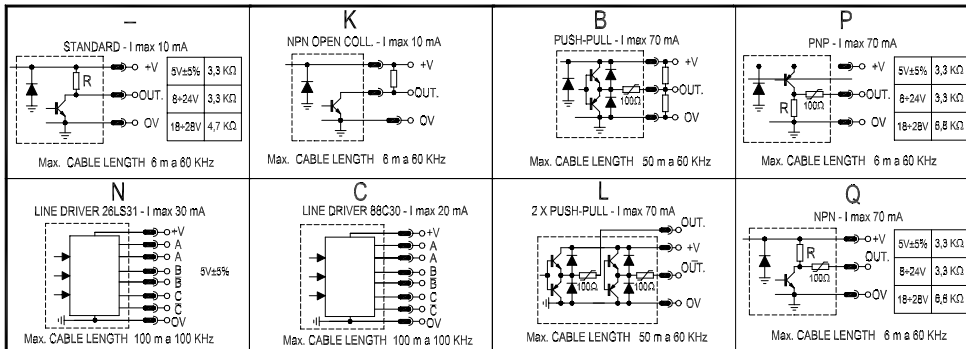 –
STANDARD - I max 10 mA
+V
R
OUT.
0V
5V±5% 3,3 KΩ
8÷24V 3,3 KΩ
18÷28V 4,7 KΩ
Max. CABLE LENGTH 6 m a 60 KHz
K
NPN OPEN COLL. - I max 10 mA
+V
OUT.
0V
Max. CABLE LENGTH 6 m a 60 KHz
B
PUSH-PULL - I max 70 mA
+V
OUT.
100Ω
0V
Max. CABLE LENGTH 50 m a 60 KHz
P
PNP - I max 70 mA
+V
OUT.
R
100Ω
0V
5V±5% 3,3 KΩ
8÷24V 3,3 KΩ
18÷28V 6,8 KΩ
Max. CABLE LENGTH 6 m a 60 KHz
N
LINE DRIVER 26LS31 - I max 30 mA
+V
A
A
B
B̅
C
C̅
0V
5V±5%
Max. CABLE LENGTH 100 m a 100 KHz
C
LINE DRIVER 88C30 - I max 20 mA
+V
A
A
B
B̅
C
C̅
0V
Max. CABLE LENGTH 100 m a 100 KHz
L
2 X PUSH-PULL - I max 70 mA
OUT.
+V
O̅U̅T̅.
100Ω
100Ω
0V
Max. CABLE LENGTH 50 m a 60 KHz
Q
NPN - I max 70 mA
+V
R
OUT.
100Ω
0V
5V±5% 3,3 KΩ
8÷24V 3,3 KΩ
18÷28V 6,8 KΩ
Max. CABLE LENGTH 6 m a 60 KHz